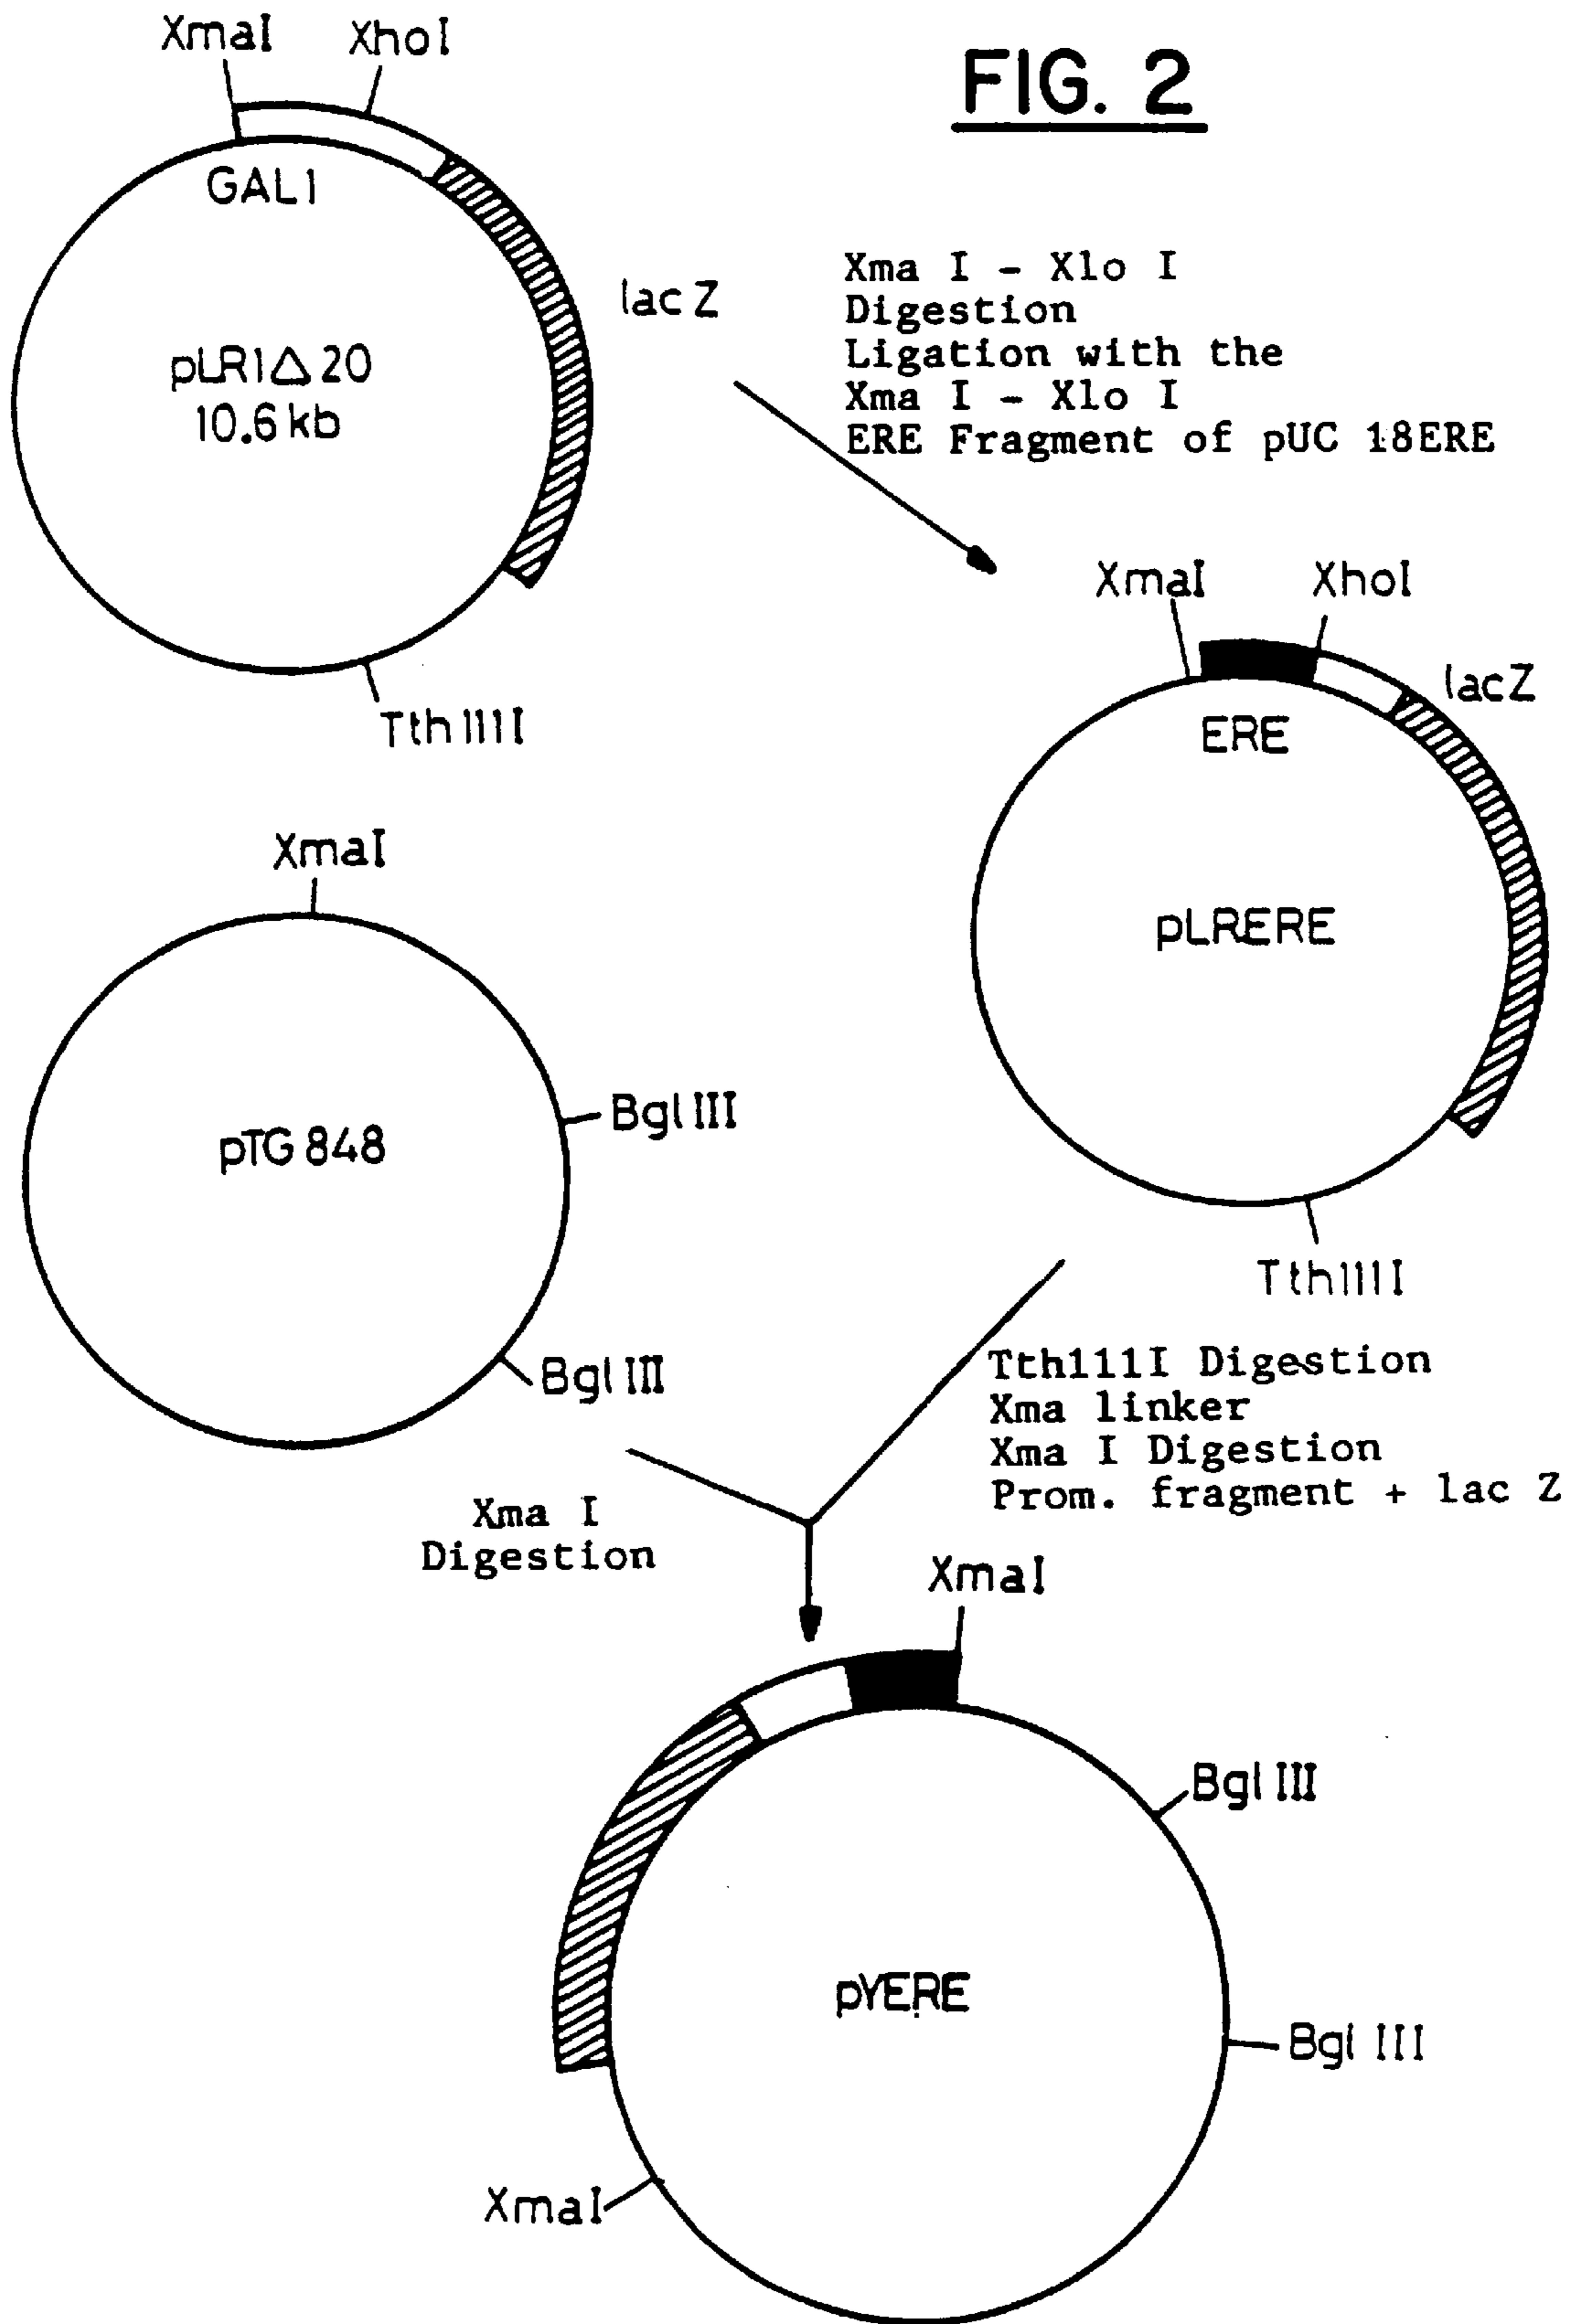 FIG. 2
XmaI XhoI
GAL1
lac Z
pLR1Δ20
10.6 kb
Tth111I
Xma I - Xlo I
Digestion
Ligation with the
Xma I - Xlo I
ERE Fragment of pUC 18ERE
XmaI XhoI
lacZ
ERE
pLRERE
Tth111I
XmaI
pTG 848
Bgl III
Bgl III
Tth111I Digestion
Xma linker
Xma I Digestion
Prom. fragment + lac Z
Xma I
Digestion
XmaI
Bgl III
pYERE
Bgl III
XmaI